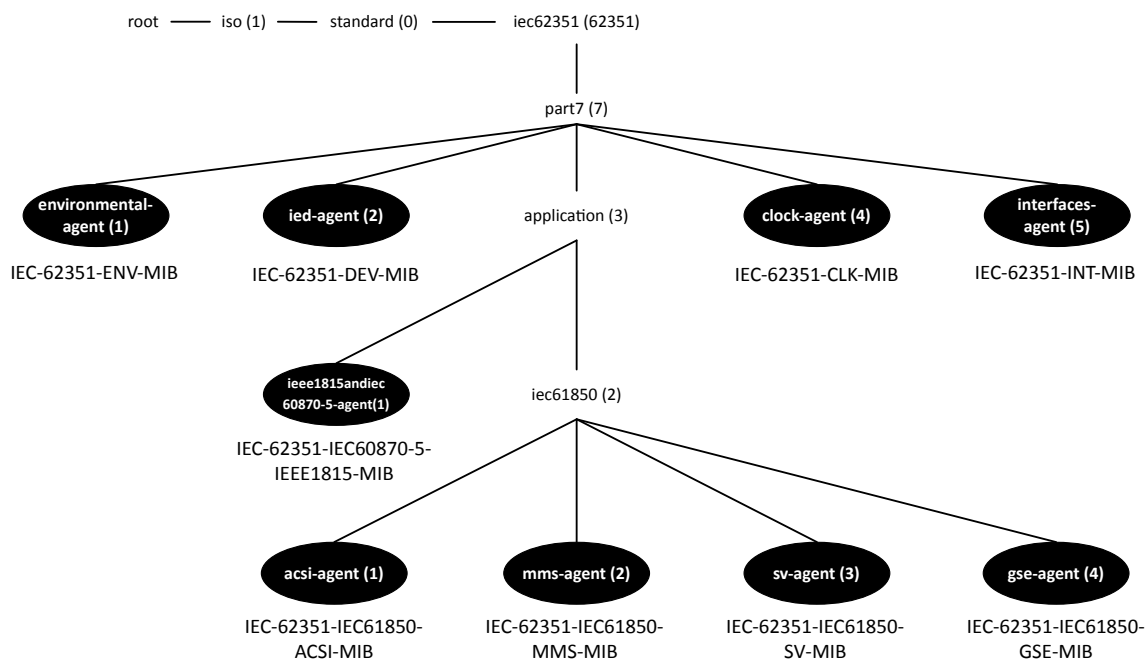 root
iso (1)
standard (0)
iec62351 (62351)
part7 (7)
environmental-
agent (1)
IEC-62351-ENV-MIB
ied-agent (2)
IEC-62351-DEV-MIB
application (3)
clock-agent (4)
IEC-62351-CLK-MIB
interfaces-
agent (5)
IEC-62351-INT-MIB
ieee1815andiec
60870-5-agent(1)
IEC-62351-IEC60870-5-
IEEE1815-MIB
iec61850 (2)
acsi-agent (1)
IEC-62351-IEC61850-
ACSI-MIB
mms-agent (2)
IEC-62351-IEC61850-
MMS-MIB
sv-agent (3)
IEC-62351-IEC61850-
SV-MIB
gse-agent (4)
IEC-62351-IEC61850-
GSE-MIB